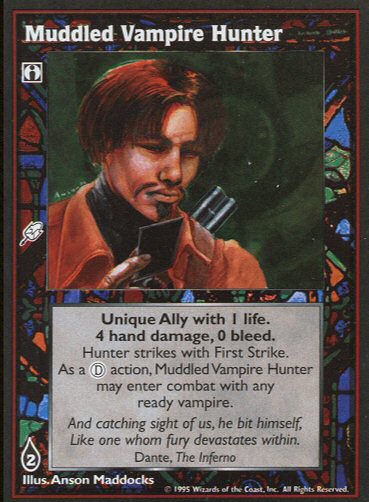 Muddled Vampire Hunter
Unique Ally with 1 life.
4 hand damage, 0 bleed.
Hunter strikes with First Strike.
As a Ⓓ action, Muddled Vampire Hunter
may enter combat with any
ready vampire.
And catching sight of us, he bit himself,
Like one whom fury devastates within.
Dante, The Inferno
2
Illus. Anson Maddocks
© 1995 Wizards of the Coast, Inc. All Rights Reserved.